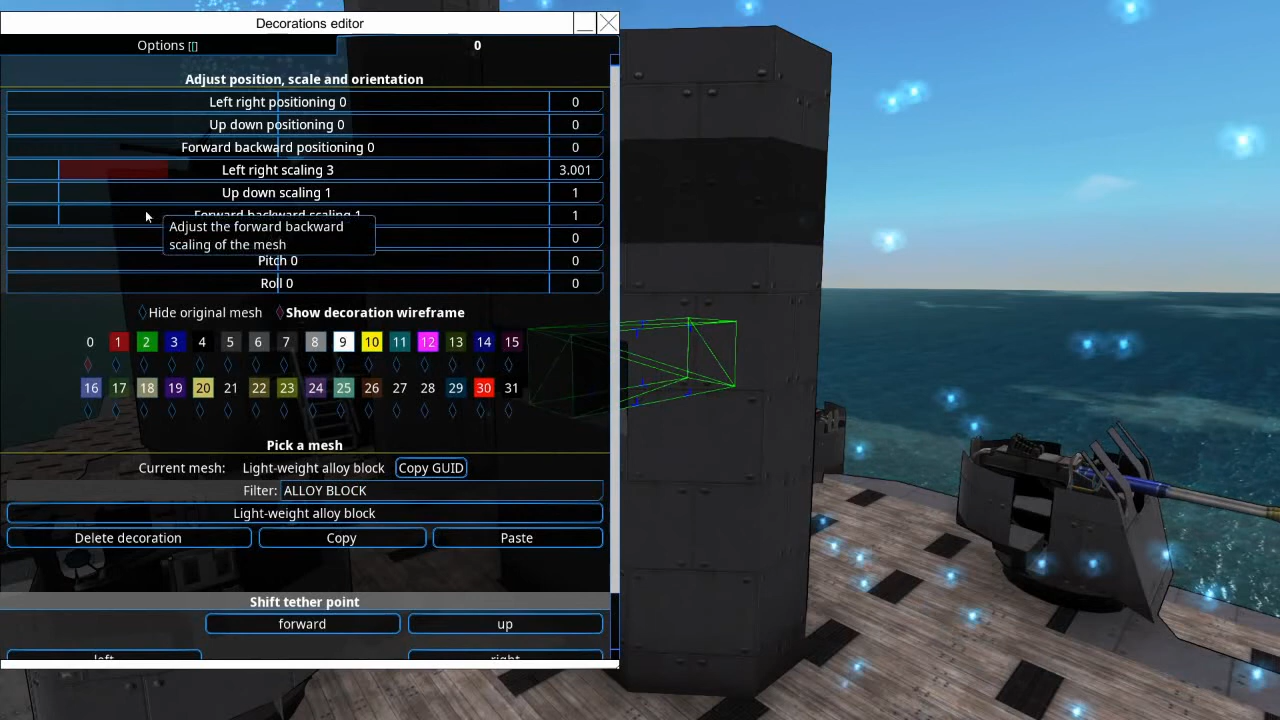 Decorations editor
Options [[] 0
Adjust position, scale and orientation
Left right positioning 0 0
Up down positioning 0 0
Forward backward positioning 0 0
Left right scaling 3 3.001
Up down scaling 1 1
Forward backward scaling 1 1
Adjust the forward backward
scaling of the mesh
0
Pitch 0 0
Roll 0 0
Hide original mesh Show decoration wireframe
0 1 2 3 4 5 6 7 8 9 10 11 12 13 14 15
16 17 18 19 20 21 22 23 24 25 26 27 28 29 30 31
Pick a mesh
Current mesh: Light-weight alloy block Copy GUID
Filter: ALLOY BLOCK
Light-weight alloy block
Delete decoration Copy Paste
Shift tether point
forward up
left right